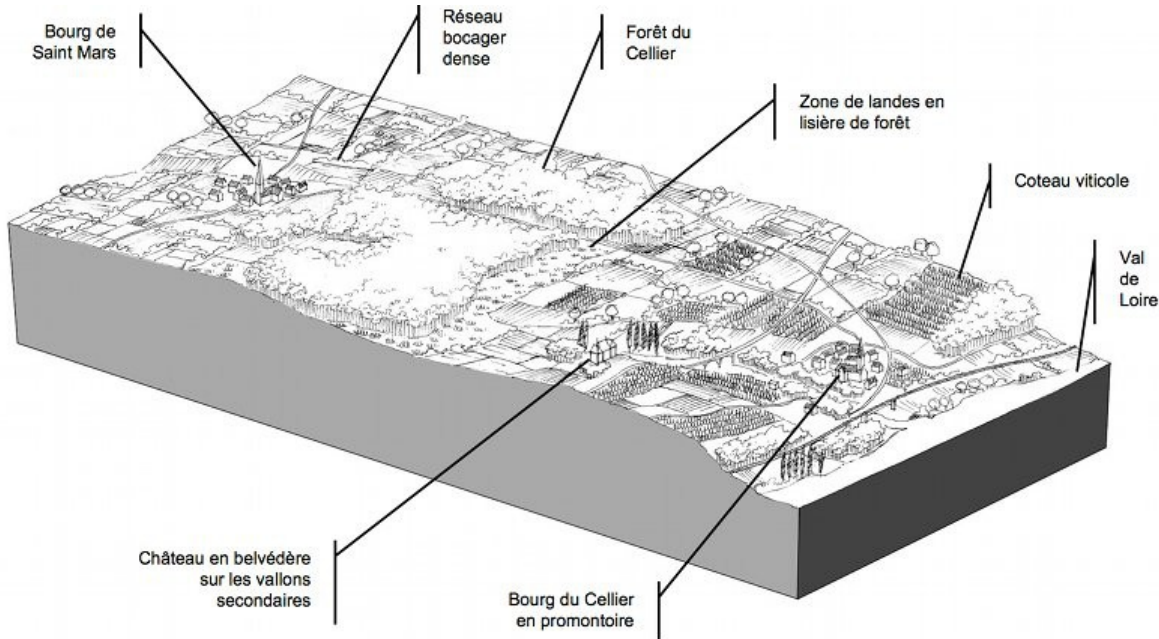 Bourg de
Saint Mars
Réseau
bocager
dense
Forêt du
Cellier
Zone de landes en
lisière de forêt
Coteau viticole
Val
de
Loire
Château en belvédère
sur les vallons
secondaires
Bourg du Cellier
en promontoire